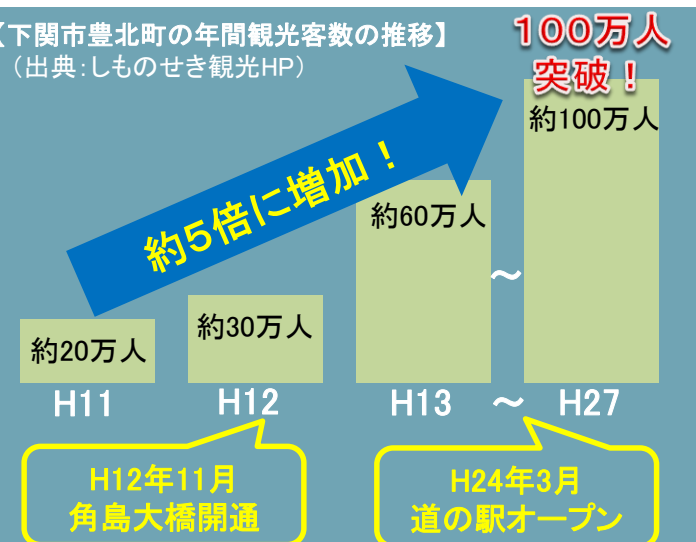 【下関市豊北町の年間観光客数の推移】
（出典：しものせき観光HP）
100万人
突破！
約100万人
約5倍に増加！
約60万人
～
約30万人
約20万人
H11
H12
H13
～
H27
H12年11月
角島大橋開通
H24年3月
道の駅オープン